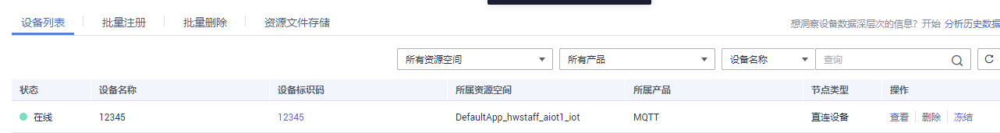 设备列表 批量注册 批量删除 资源文件存储
想洞察设备数据深层次的信息? 开始 分析历史数据
所有资源空间 所有产品 设备名称 查询
状态 设备名称 设备标识码 所属资源空间 所属产品 节点类型 操作
在线 12345 12345 DefaultApp_hwstaff_aiot1_iot MQTT 直连设备 查看 删除 冻结